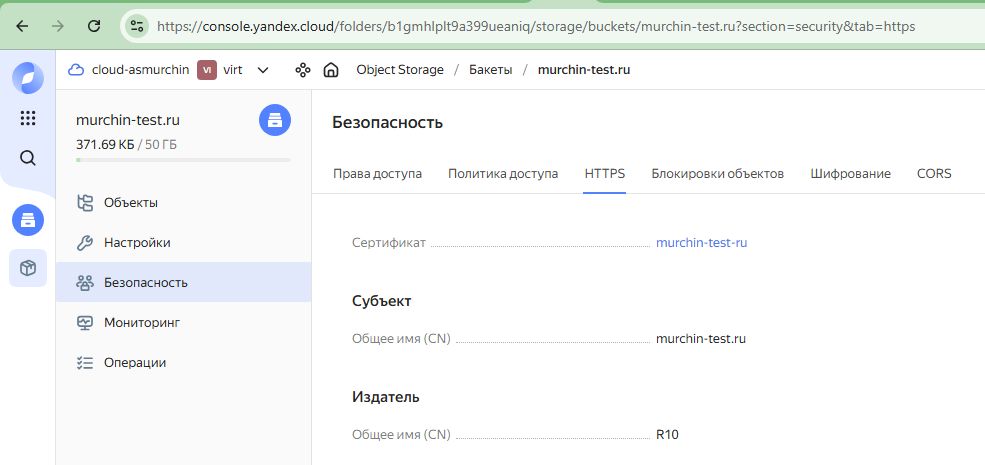 https://console.yandex.cloud/folders/b1gmhlplt9a399ueaniq/storage/buckets/murchin-test.ru?section=security&tab=https
cloud-asmurchin VI virt Object Storage / Бакеты / murchin-test.ru
murchin-test.ru
371.69 КБ / 50 ГБ
Объекты
Настройки
Безопасность
Мониторинг
Операции
Безопасность
Права доступа Политика доступа HTTPS Блокировки объектов Шифрование CORS
Сертификат murchin-test-ru
Субъект
Общее имя (CN) murchin-test.ru
Издатель
Общее имя (CN) R10